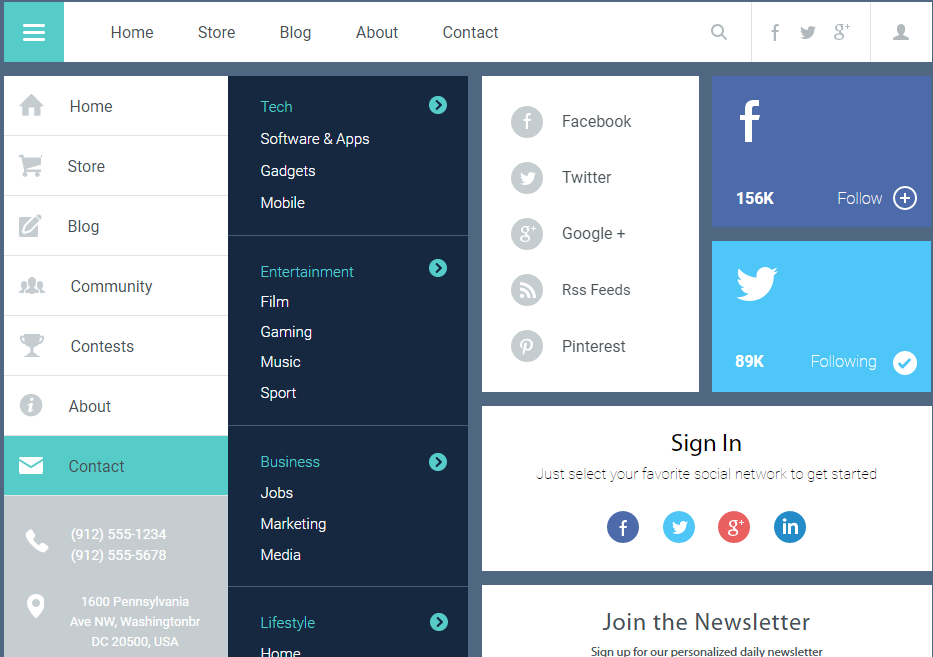 Home
Store
Blog
About
Contact
Home
Store
Blog
Community
Contests
About
Contact
(912) 555-1234
(912) 555-5678
1600 Pennsylvania
Ave NW, Washingtonbr
DC 20500, USA
Tech
Software & Apps
Gadgets
Mobile
Entertainment
Film
Gaming
Music
Sport
Business
Jobs
Marketing
Media
Lifestyle
Home
Facebook
Twitter
Google +
Rss Feeds
Pinterest
156K
Follow
89K
Following
Sign In
Just select your favorite social network to get started
Join the Newsletter
Sign up for our personalized daily newsletter